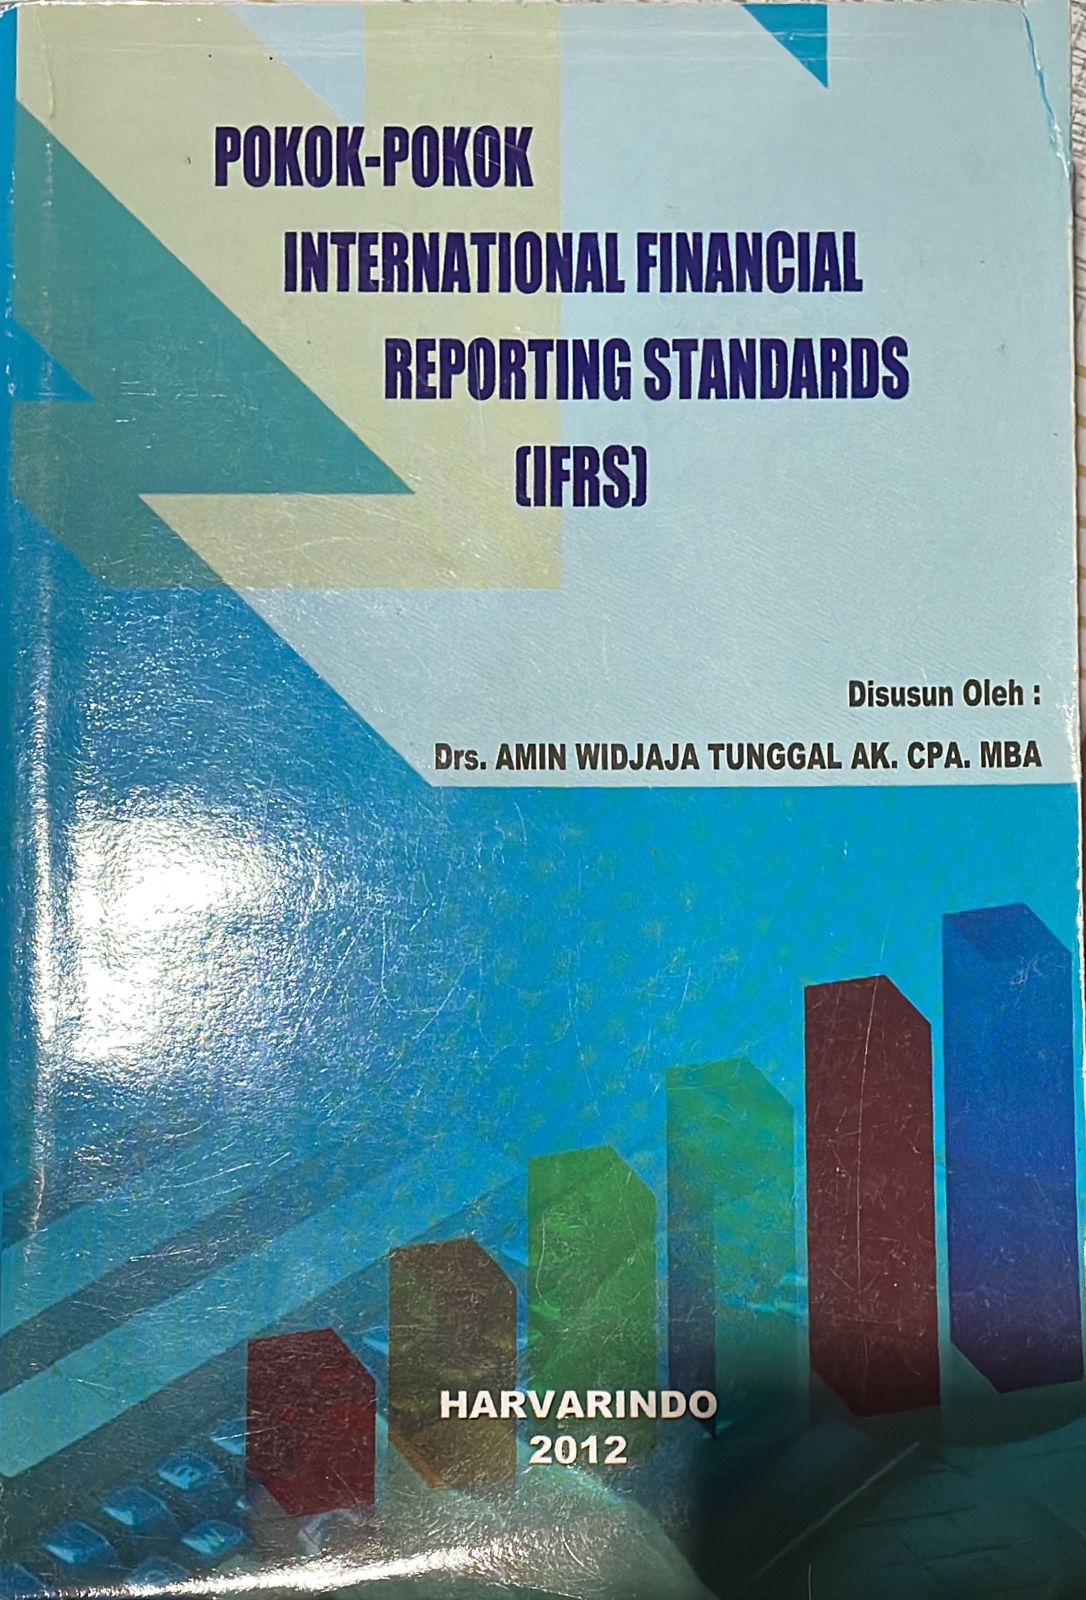 POKOK-POKOK
INTERNATIONAL FINANCIAL
REPORTING STANDARDS
(IFRS)
Disusun Oleh :
Drs. AMIN WIDJAJA TUNGGAL AK. CPA. MBA
HARVARINDO
2012